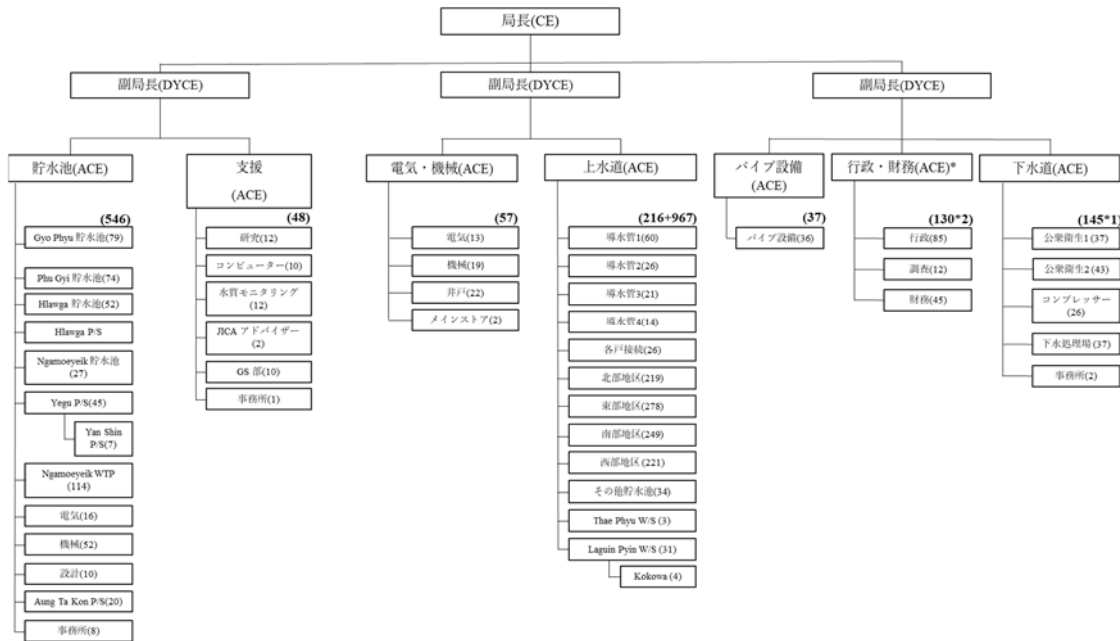 局長(CE)
副局長(DYCE)
副局長(DYCE)
副局長(DYCE)
貯水池(ACE)
支援
(ACE)
電気・機械(ACE)
上水道(ACE)
パイプ設備
(ACE)
行政・財務(ACE)*
下水道(ACE)
(546)
Gyo Phyu 貯水池(79)
Phu Gyi 貯水池(74)
Hlawga 貯水池(52)
Hlawga P/S
Ngamoeyeik 貯水池
(27)
Yegu P/S(45)
Yan Shin
P/S(7)
Ngamoeyeik WTP
(114)
電気(16)
機械(52)
設計(10)
Aung Ta Kon P/S(20)
事務所(8)
(48)
研究(12)
コンピューター(10)
水質モニタリング
(12)
JICA アドバイザー
(2)
GS 部(10)
事務所(1)
(57)
電気(13)
機械(19)
井戸(22)
メインストア(2)
(216+967)
導水管1(60)
導水管2(26)
導水管3(21)
導水管4(14)
各戸接続(26)
北部地区(219)
東部地区(278)
南部地区(249)
西部地区(221)
その他貯水池(34)
Thae Phyu W/S (3)
Laguin Pyin W/S (31)
Kokowa (4)
(37)
パイプ設備(36)
(130*2)
行政(85)
調査(12)
財務(45)
(145*1)
公衆衛生1 (37)
公衆衛生2 (43)
コンプレッサー
(26)
下水処理場(37)
事務所(2)